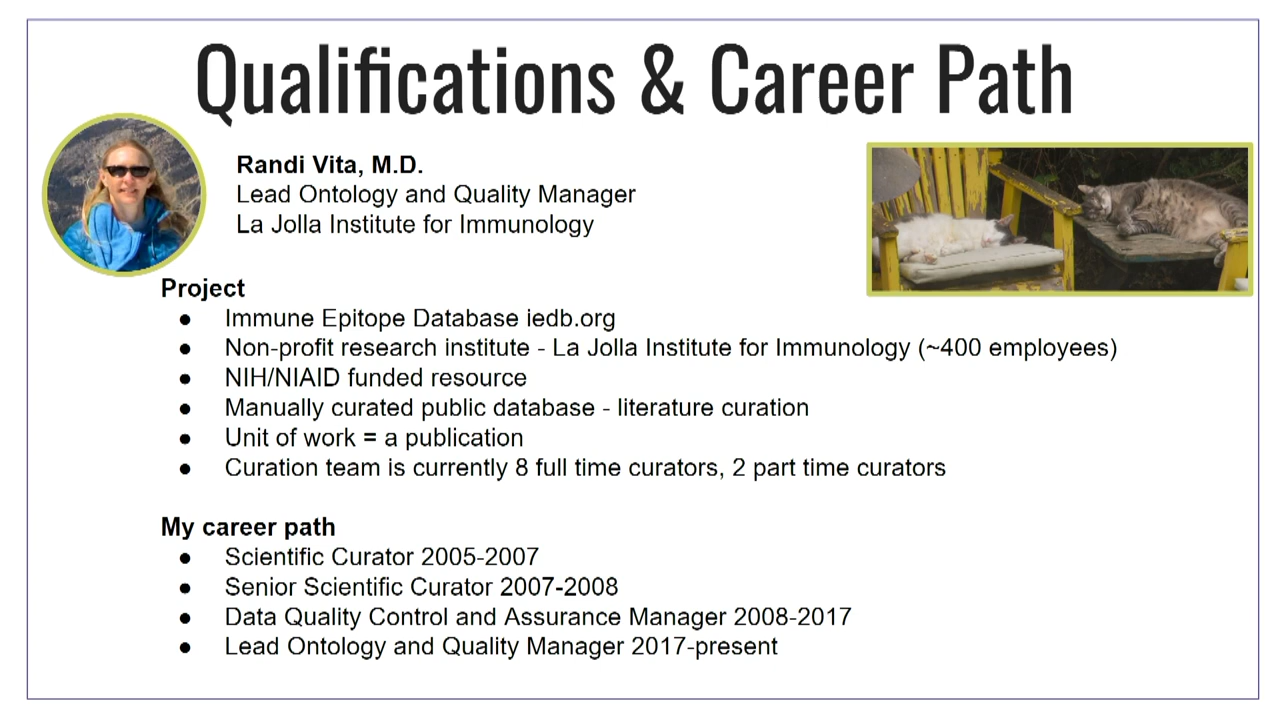 Qualifications & Career Path
Randi Vita, M.D.
Lead Ontology and Quality Manager
La Jolla Institute for Immunology
Project
● Immune Epitope Database iedb.org
● Non-profit research institute - La Jolla Institute for Immunology (~400 employees)
● NIH/NIAID funded resource
● Manually curated public database - literature curation
● Unit of work = a publication
● Curation team is currently 8 full time curators, 2 part time curators
My career path
● Scientific Curator 2005-2007
● Senior Scientific Curator 2007-2008
● Data Quality Control and Assurance Manager 2008-2017
● Lead Ontology and Quality Manager 2017-present